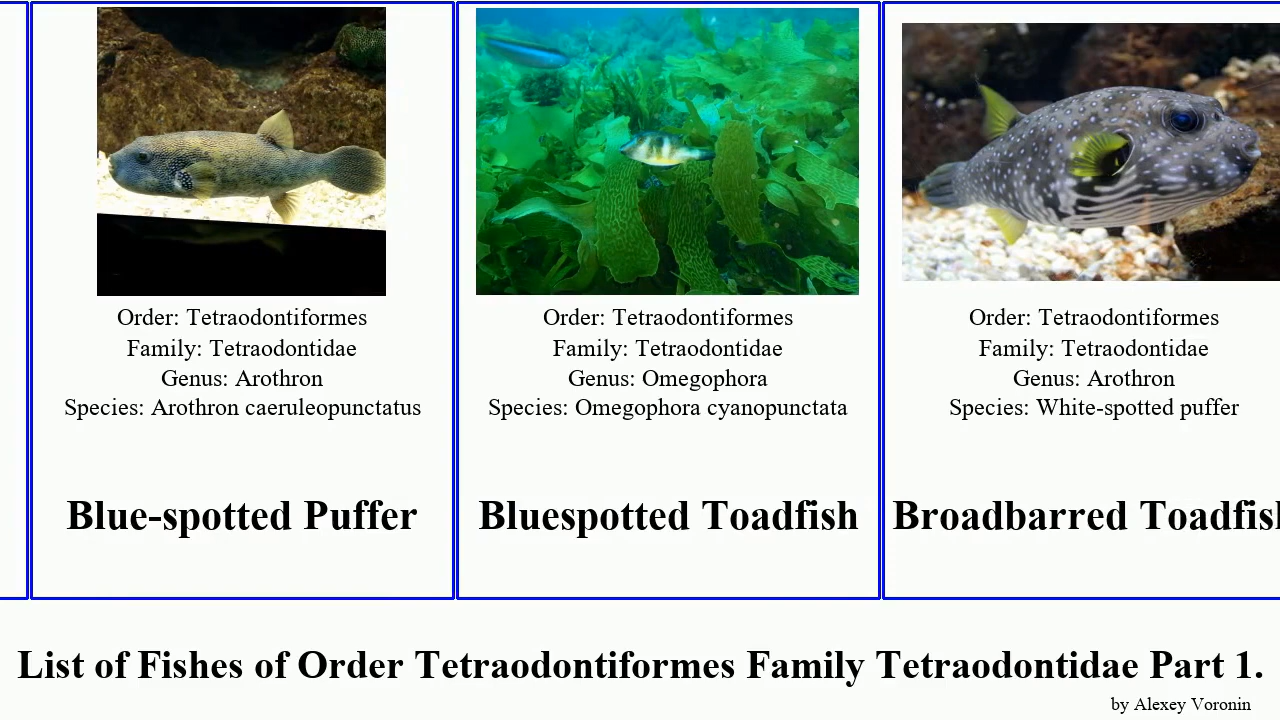 Order: Tetraodontiformes
Family: Tetraodontidae
Genus: Arothron
Species: Arothron caeruleopunctatus
Blue-spotted Puffer
Order: Tetraodontiformes
Family: Tetraodontidae
Genus: Omegophora
Species: Omegophora cyanopunctata
Bluespotted Toadfish
Order: Tetraodontiformes
Family: Tetraodontidae
Genus: Arothron
Species: White-spotted puffer
Broadbarred Toadfish
List of Fishes of Order Tetraodontiformes Family Tetraodontidae Part 1.
by Alexey Voronin